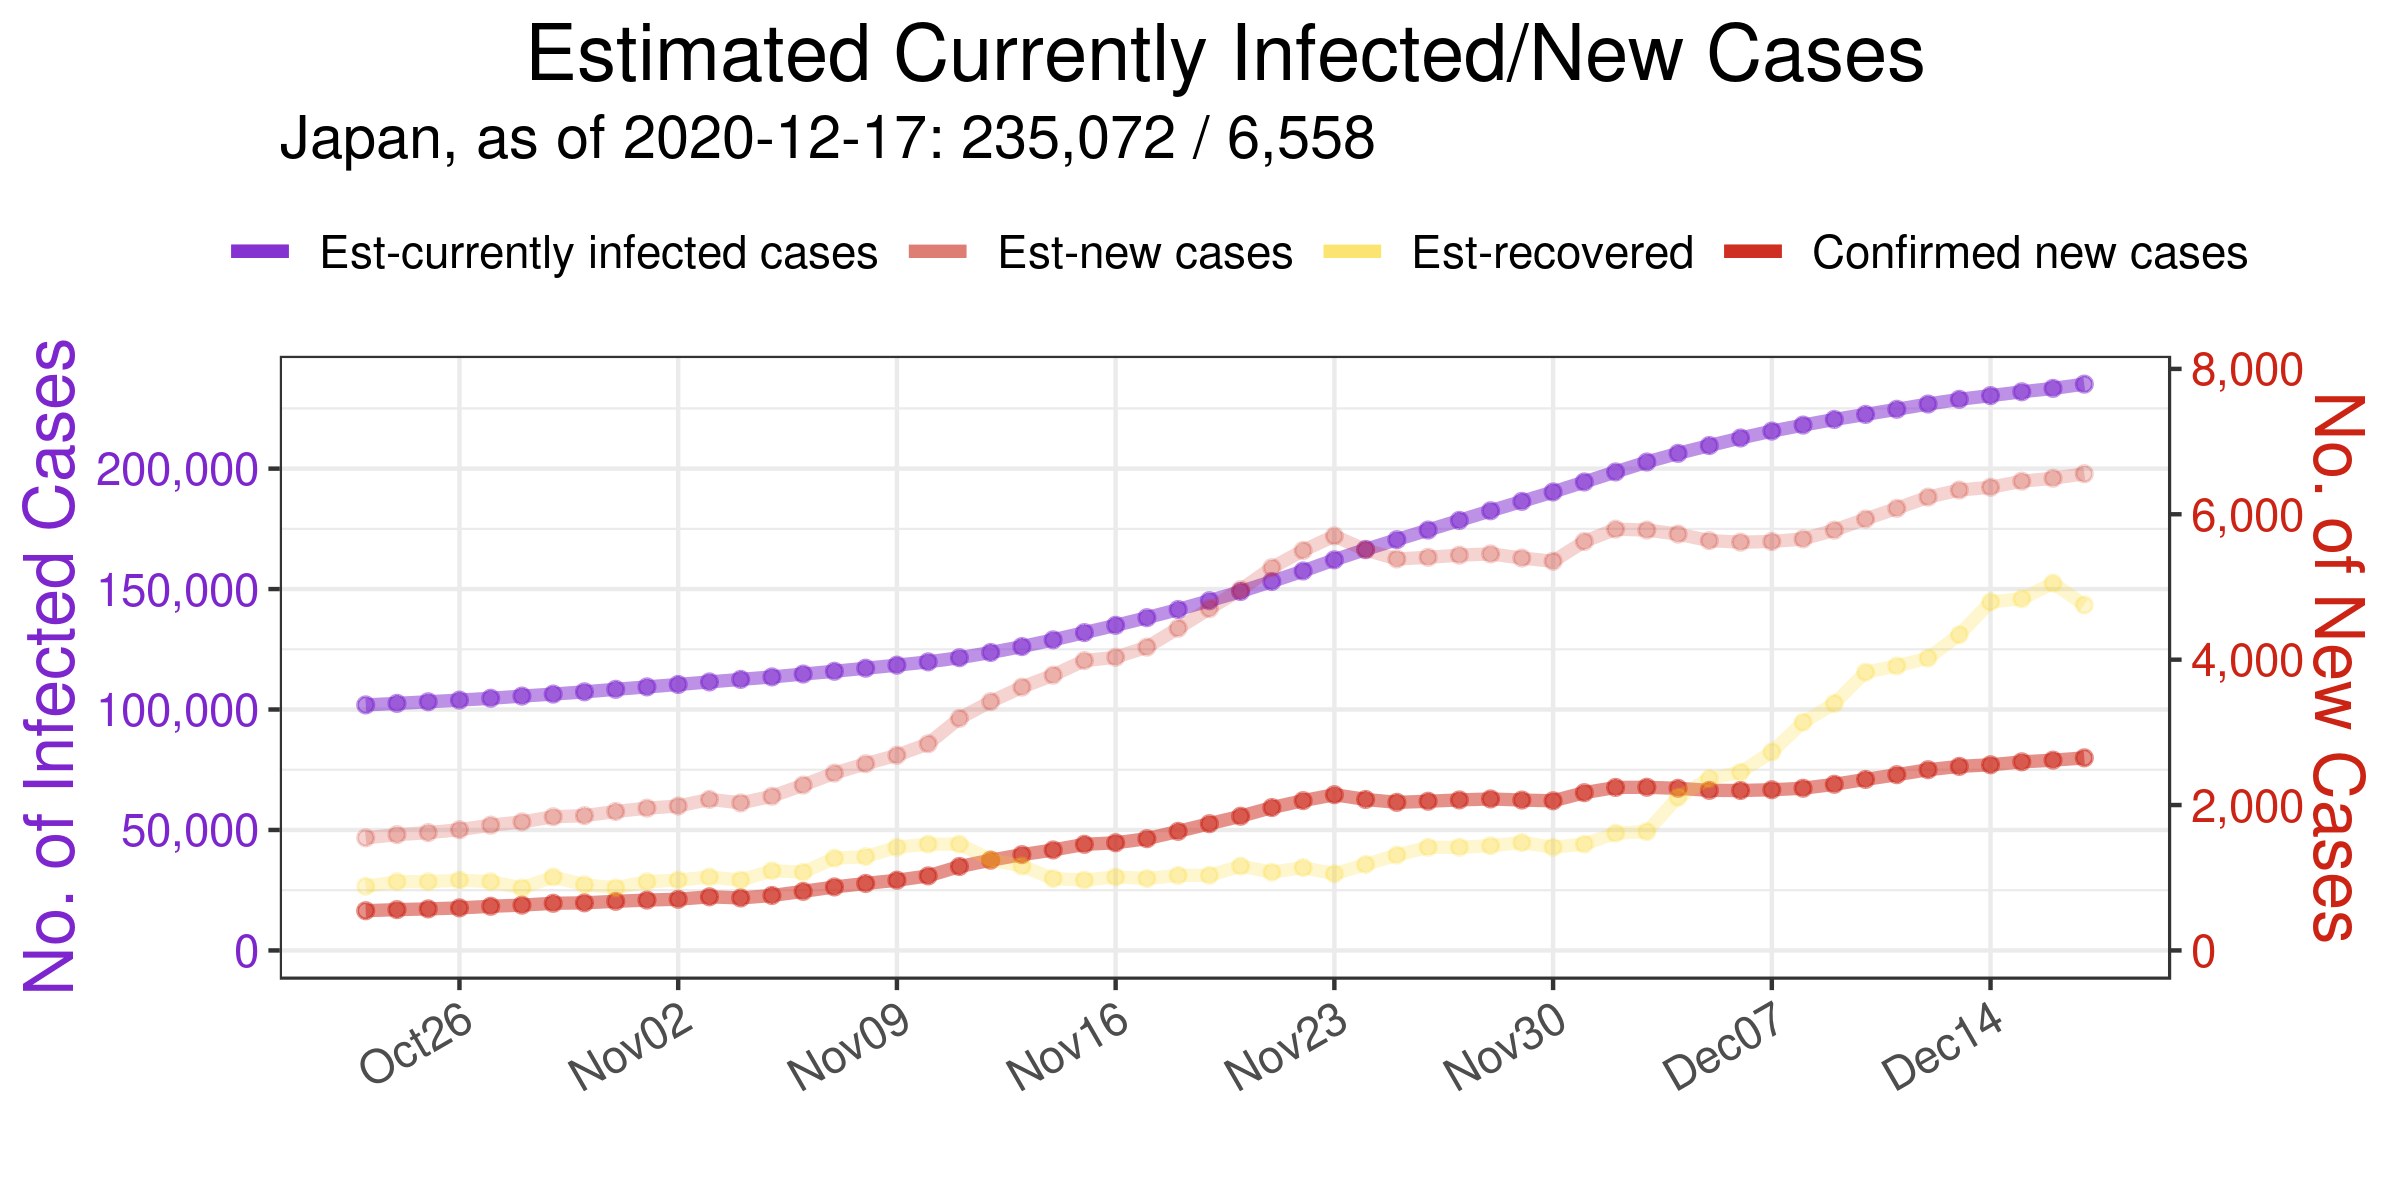 Estimated Currently Infected/New Cases
Japan, as of 2020-12-17: 235,072 / 6,558
Est-currently infected cases Est-new cases Est-recovered Confirmed new cases
No. of Infected Cases
200,000
150,000
100,000
50,000
0
8,000
6,000
4,000
2,000
0
No. of New Cases
Oct26 Nov02 Nov09 Nov16 Nov23 Nov30 Dec07 Dec14